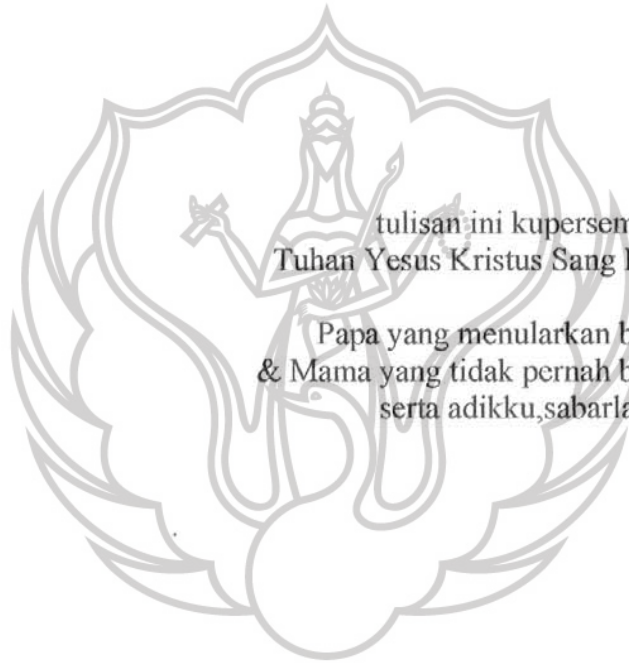 tulisan ini kupersem
Tuhan Yesus Kristus Sang
Papa yang menularkan b
& Mama yang tidak pernah b
serta adikku,sabarla